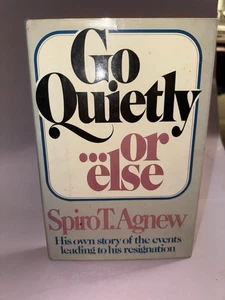 Go
Quietly
...or
else
Spiro T. Agnew
His own story of the events
leading to his resignation